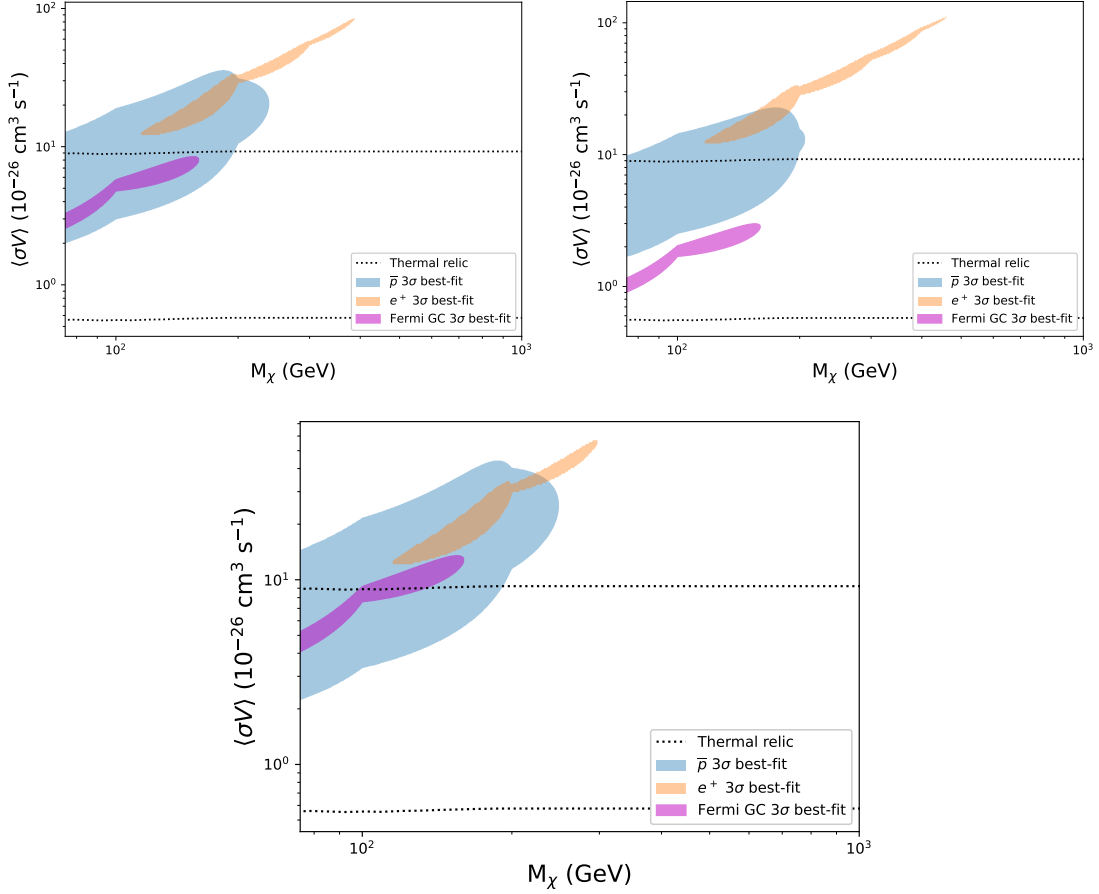 10²
10¹
10⁰
⟨σV⟩ (10⁻²⁶ cm³ s⁻¹)
Thermal relic
p̅ 3σ best-fit
e⁺ 3σ best-fit
Fermi GC 3σ best-fit
10²
10³
Mχ (GeV)
10²
10¹
10⁰
⟨σV⟩ (10⁻²⁶ cm³ s⁻¹)
Thermal relic
p̅ 3σ best-fit
e⁺ 3σ best-fit
Fermi GC 3σ best-fit
10²
10³
Mχ (GeV)
10¹
10⁰
⟨σV⟩ (10⁻²⁶ cm³ s⁻¹)
Thermal relic
p̅ 3σ best-fit
e⁺ 3σ best-fit
Fermi GC 3σ best-fit
10²
10³
Mχ (GeV)